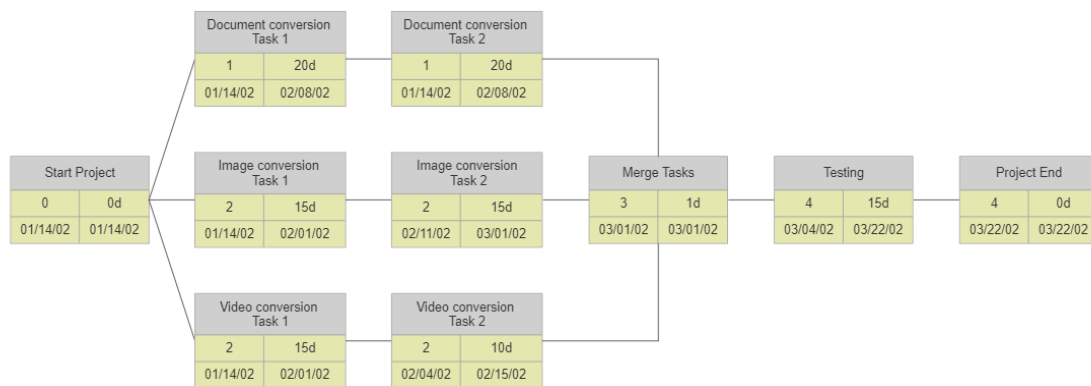 Document conversion
Task 1
1 20d
01/14/02 02/08/02
Document conversion
Task 2
1 20d
01/14/02 02/08/02
Start Project
0 0d
01/14/02 01/14/02
Image conversion
Task 1
2 15d
01/14/02 02/01/02
Image conversion
Task 2
2 15d
02/11/02 03/01/02
Merge Tasks
3 1d
03/01/02 03/01/02
Testing
4 15d
03/04/02 03/22/02
Project End
4 0d
03/22/02 03/22/02
Video conversion
Task 1
2 15d
01/14/02 02/01/02
Video conversion
Task 2
2 10d
02/04/02 02/15/02